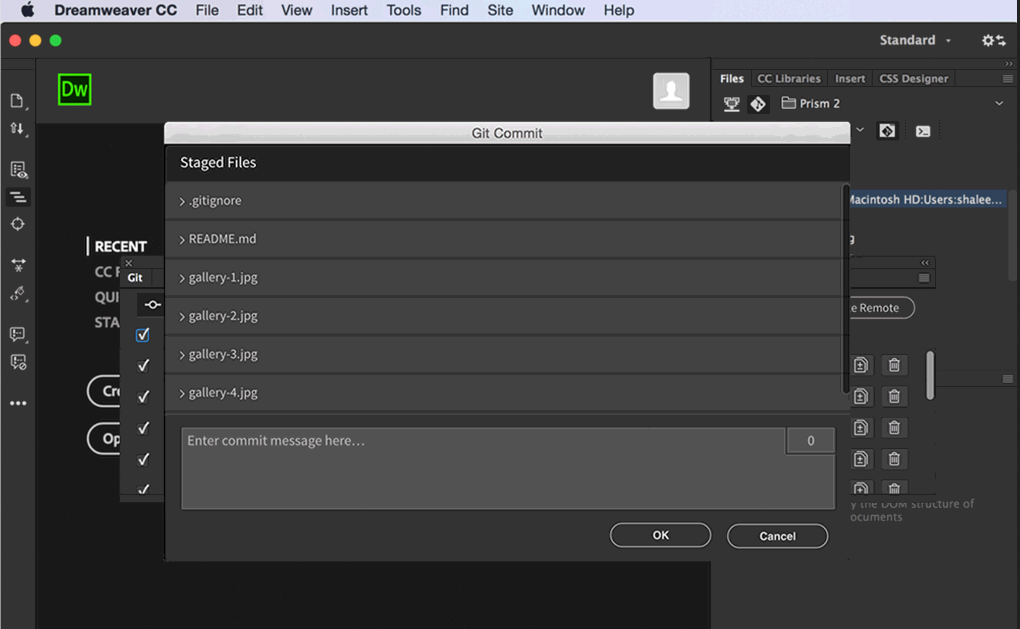 Dreamweaver CC File Edit View Insert Tools Find Site Window Help
Standard
Dw
Files CC Libraries Insert CSS Designer
Prism 2
Git Commit
Staged Files
.gitignore
Macintosh HD:Users:shalee...
README.md
RECENT
CC F
Git
gallery-1.jpg
QUI
gallery-2.jpg
e Remote
STA
gallery-3.jpg
gallery-4.jpg
Cre
Enter commit message here...
0
Op
y the DOM structure of
ocuments
OK
Cancel